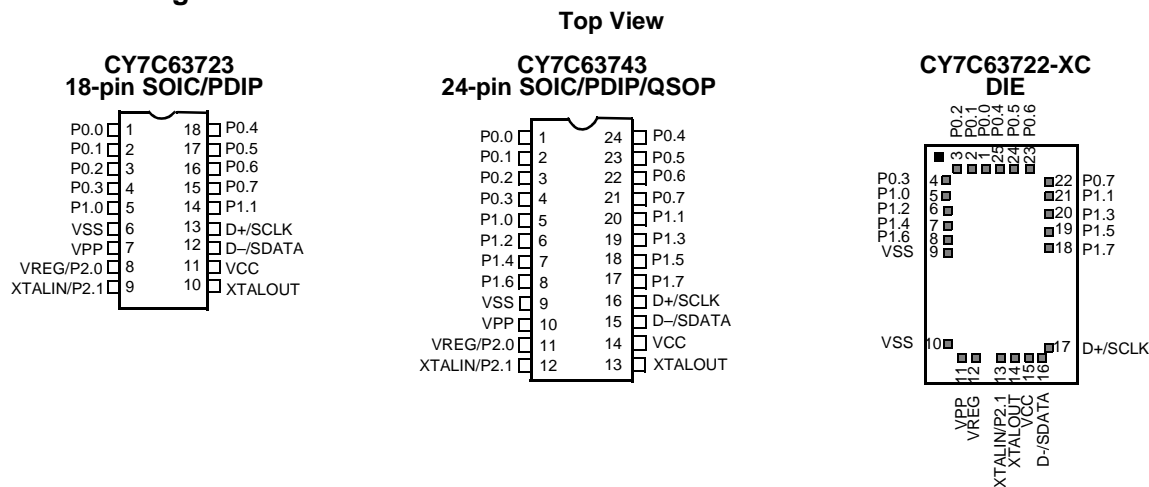 Top View
CY7C63723
18-pin SOIC/PDIP
P0.0 1 18 P0.4
P0.1 2 17 P0.5
P0.2 3 16 P0.6
P0.3 4 15 P0.7
P1.0 5 14 P1.1
VSS 6 13 D+/SCLK
VPP 7 12 D–/SDATA
VREG/P2.0 8 11 VCC
XTALIN/P2.1 9 10 XTALOUT
CY7C63743
24-pin SOIC/PDIP/QSOP
P0.0 1 24 P0.4
P0.1 2 23 P0.5
P0.2 3 22 P0.6
P0.3 4 21 P0.7
P1.0 5 20 P1.1
P1.2 6 19 P1.3
P1.4 7 18 P1.5
P1.6 8 17 P1.7
VSS 9 16 D+/SCLK
VPP 10 15 D–/SDATA
VREG/P2.0 11 14 VCC
XTALIN/P2.1 12 13 XTALOUT
CY7C63722-XC
DIE
P0.2 P0.1 P0.0 P0.4 P0.5 P0.6
3 2 1 25 24 23
P0.3 4 22 P0.7
P1.0 5 21 P1.1
P1.2 6 20 P1.3
P1.4 7 19 P1.5
P1.6 8 18 P1.7
VSS 9
VSS 10 17 D+/SCLK
11 12 13 14 15 16
VPP VREG XTALIN/P2.1 XTALOUT VCC D-/SDATA